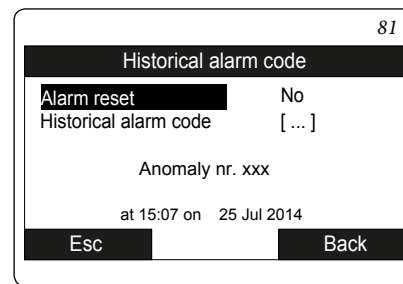 81
Historical alarm code
Alarm reset No
Historical alarm code [ ... ]
Anomaly nr. xxx
at 15:07 on 25 Jul 2014
Esc Back